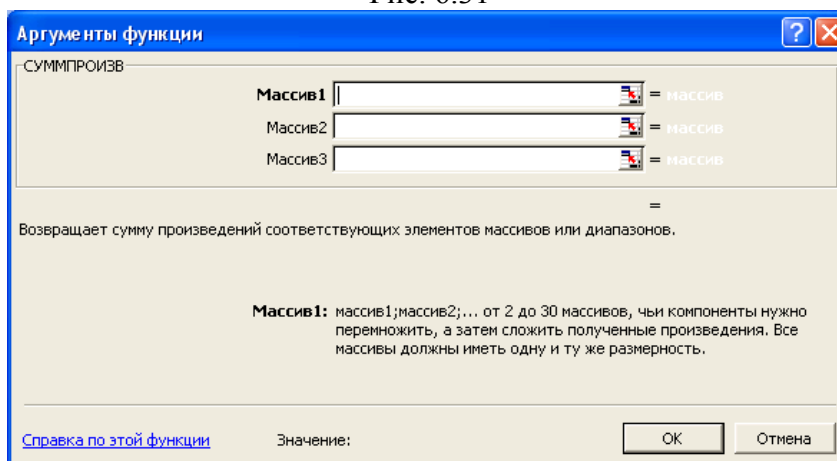 Аргументы функции
СУММПРОИЗВ
Массив1 = массив
Массив2 = массив
Массив3 = массив
=
Возвращает сумму произведений соответствующих элементов массивов или диапазонов.
Массив1: массив1;массив2;... от 2 до 30 массивов, чьи компоненты нужно
перемножить, а затем сложить полученные произведения. Все
массивы должны иметь одну и ту же размерность.
Справка по этой функции Значение: ОК Отмена